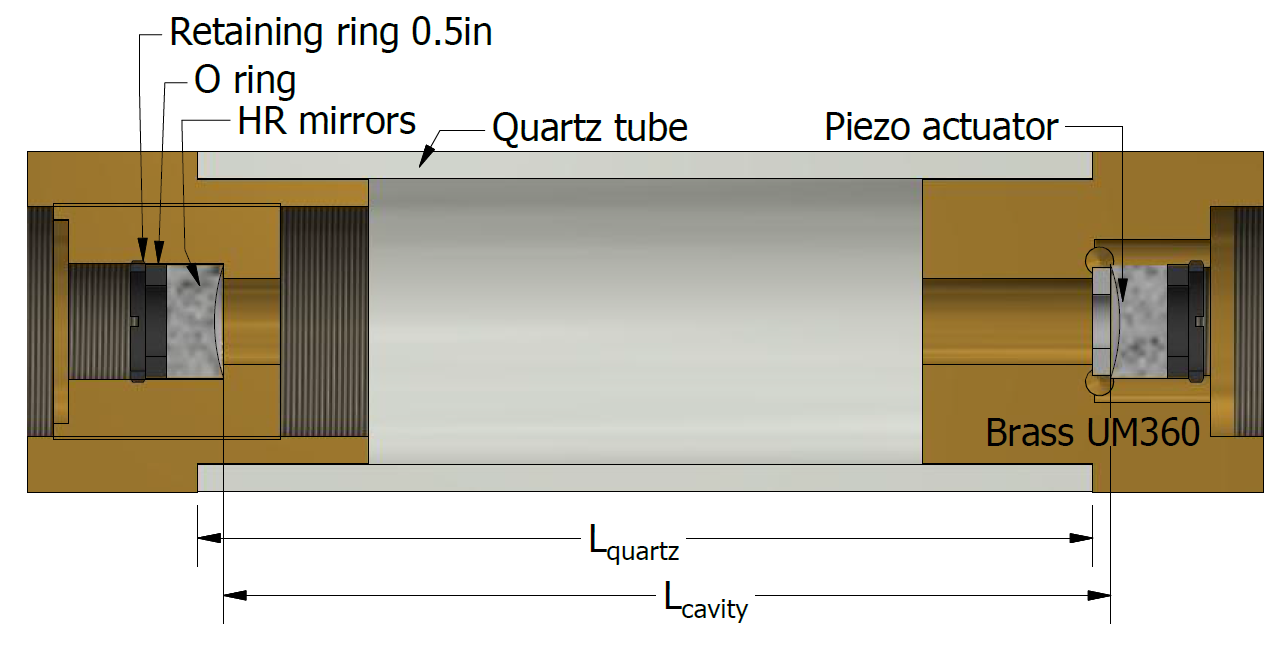 Retaining ring 0.5in
O ring
HR mirrors
Quartz tube
Piezo actuator
Brass UM360
Lquartz
Lcavity